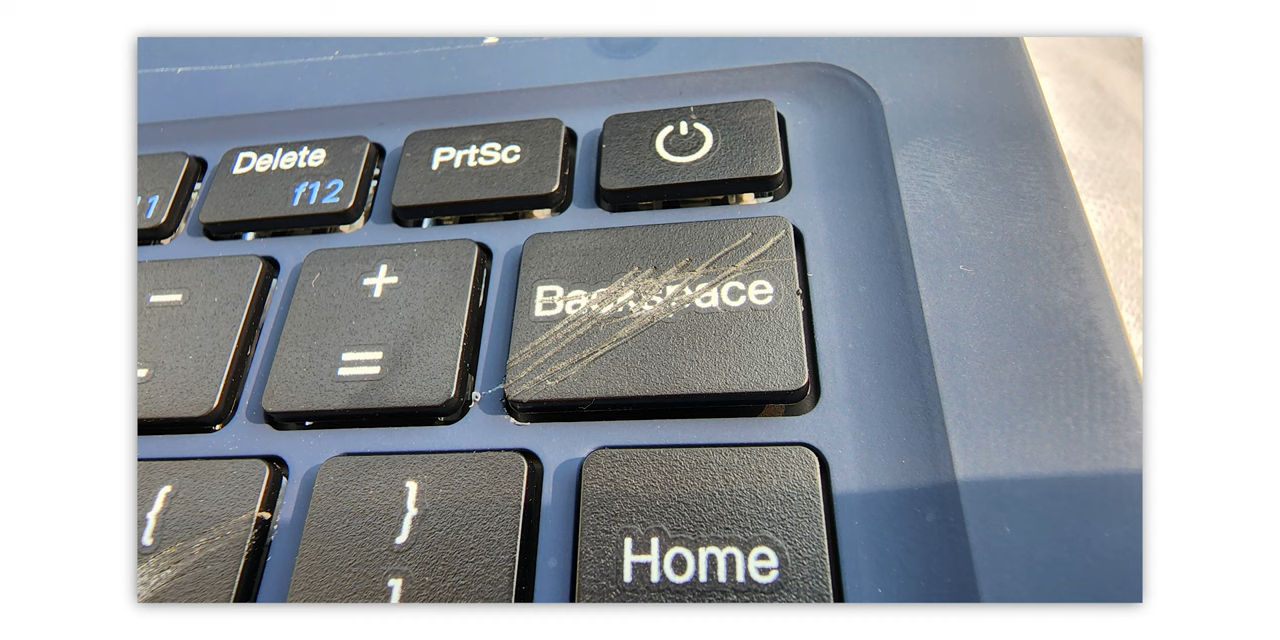 Delete
f12
PrtSc
Backspace
–
+
=
{
}
]
Home